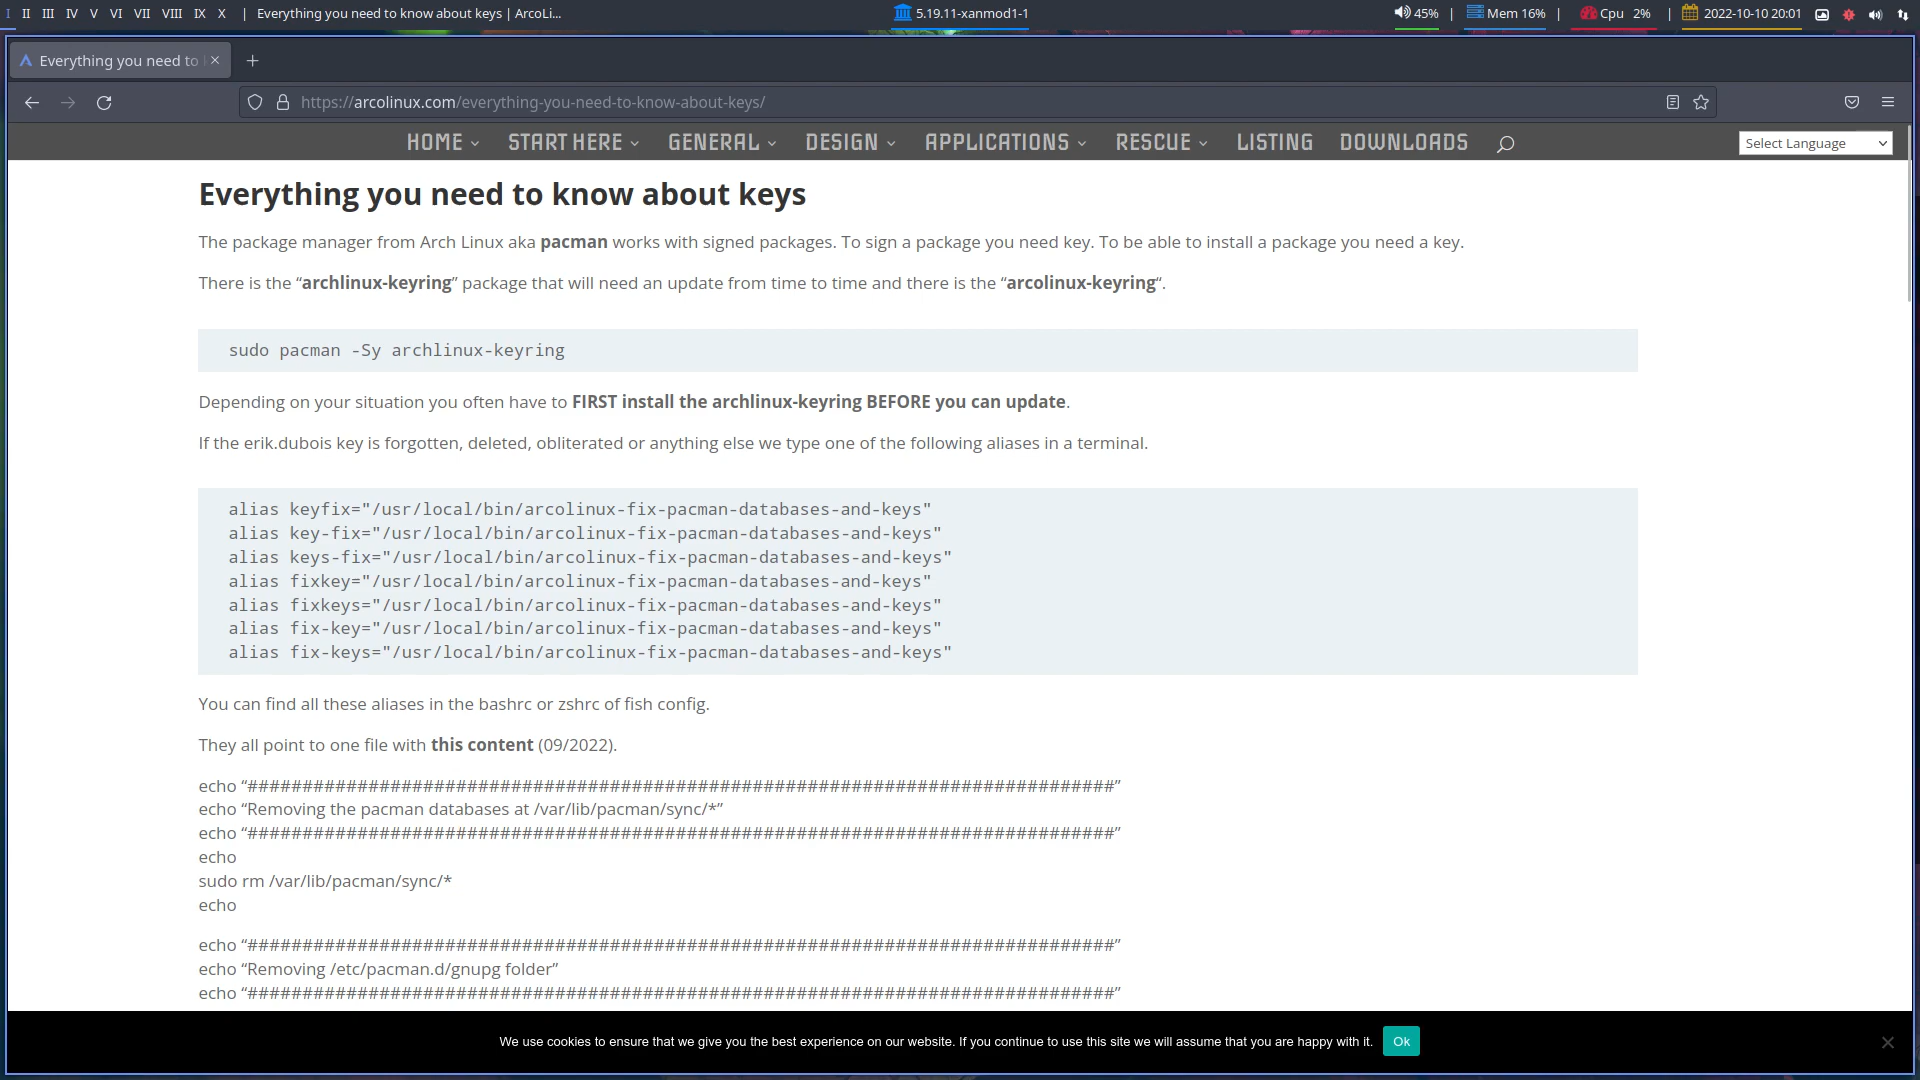 I II III IV V VI VII VIII IX X | Everything you need to know about keys | ArcoLi... 5.19.11-xanmod1-1 45% | Mem 16% | Cpu 2% | 2022-10-10 20:01
Everything you need to
https://arcolinux.com/everything-you-need-to-know-about-keys/
HOME START HERE GENERAL DESIGN APPLICATIONS RESCUE LISTING DOWNLOADS Select Language
Everything you need to know about keys
The package manager from Arch Linux aka pacman works with signed packages. To sign a package you need key. To be able to install a package you need a key.
There is the “archlinux-keyring” package that will need an update from time to time and there is the “arcolinux-keyring“.
sudo pacman -Sy archlinux-keyring
Depending on your situation you often have to FIRST install the archlinux-keyring BEFORE you can update.
If the erik.dubois key is forgotten, deleted, obliterated or anything else we type one of the following aliases in a terminal.
alias keyfix="/usr/local/bin/arcolinux-fix-pacman-databases-and-keys"
alias key-fix="/usr/local/bin/arcolinux-fix-pacman-databases-and-keys"
alias keys-fix="/usr/local/bin/arcolinux-fix-pacman-databases-and-keys"
alias fixkey="/usr/local/bin/arcolinux-fix-pacman-databases-and-keys"
alias fixkeys="/usr/local/bin/arcolinux-fix-pacman-databases-and-keys"
alias fix-key="/usr/local/bin/arcolinux-fix-pacman-databases-and-keys"
alias fix-keys="/usr/local/bin/arcolinux-fix-pacman-databases-and-keys"
You can find all these aliases in the bashrc or zshrc of fish config.
They all point to one file with this content (09/2022).
echo “###############################################################################”
echo “Removing the pacman databases at /var/lib/pacman/sync/*”
echo “###############################################################################”
echo
sudo rm /var/lib/pacman/sync/*
echo
echo “###############################################################################”
echo “Removing /etc/pacman.d/gnupg folder”
echo “###############################################################################”
We use cookies to ensure that we give you the best experience on our website. If you continue to use this site we will assume that you are happy with it. Ok